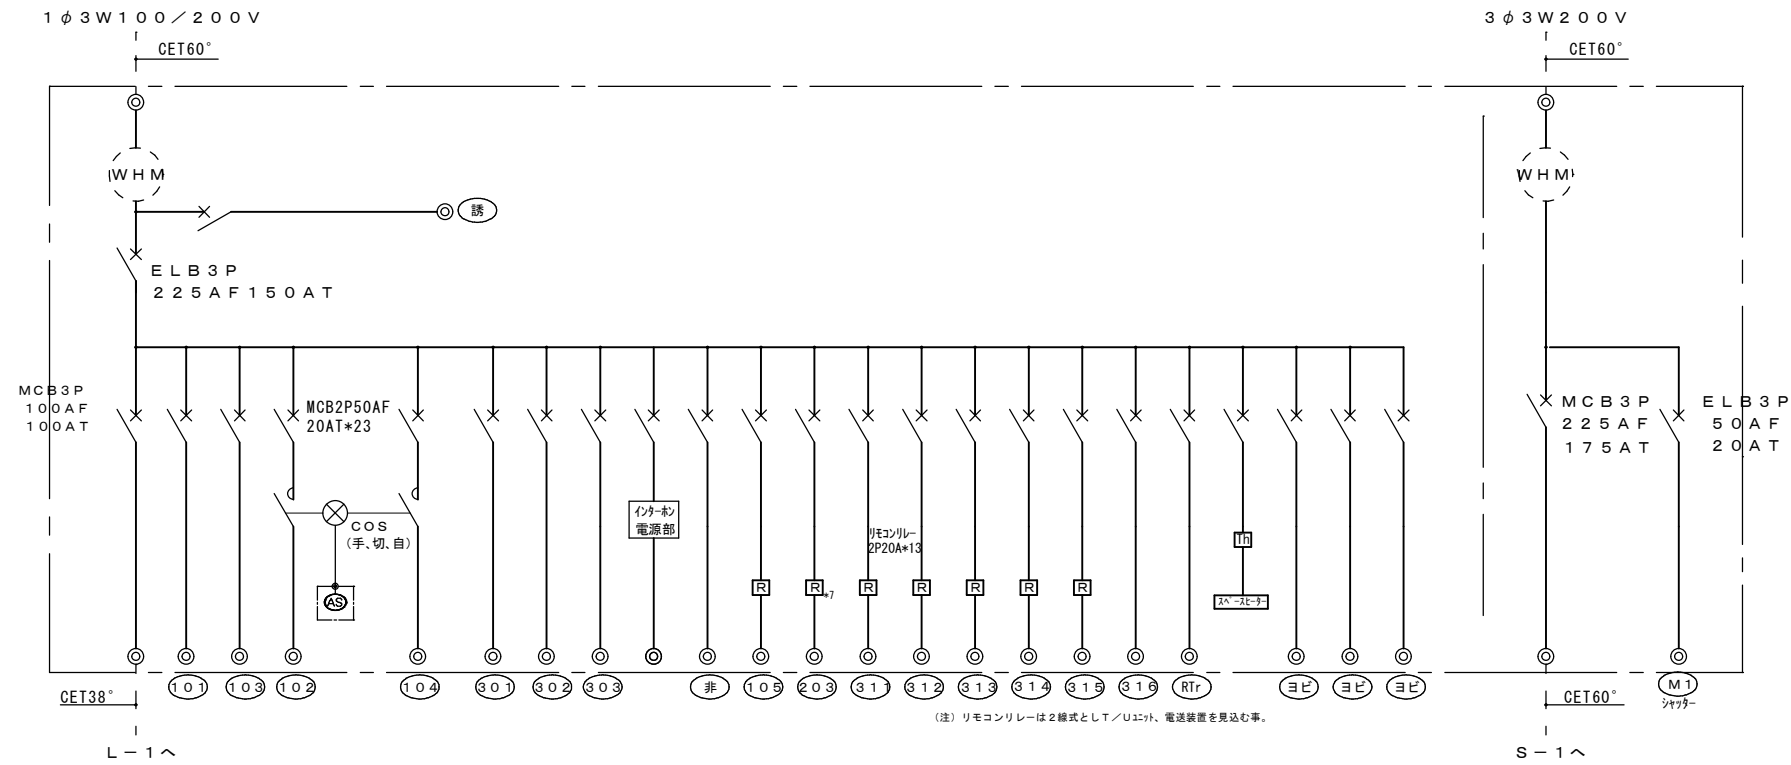 1φ3W100/200V
3φ3W200V
CET60°
CET60°
WHM
WHM
誘
ELB3P
225AF150AT
MCB3P
100AF
100AT
MCB2P50AF
20AT*23
MCB3P
225AF
175AT
ELB3P
50AF
20AT
COS
(手、切、自)
インターホン
電源部
リモコンリレー
2P20A*13
Th
AS
R
R
*7
R
R
R
R
R
スペースヒーター
101
103
102
104
301
302
303
非
105
203
311
312
313
314
315
316
RTr
ヨビ
ヨビ
ヨビ
M1
シャッター
CET38°
CET60°
(注) リモコンリレーは2線式としT/Uユニット、電送装置を見込む事。
L-1へ
S-1へ